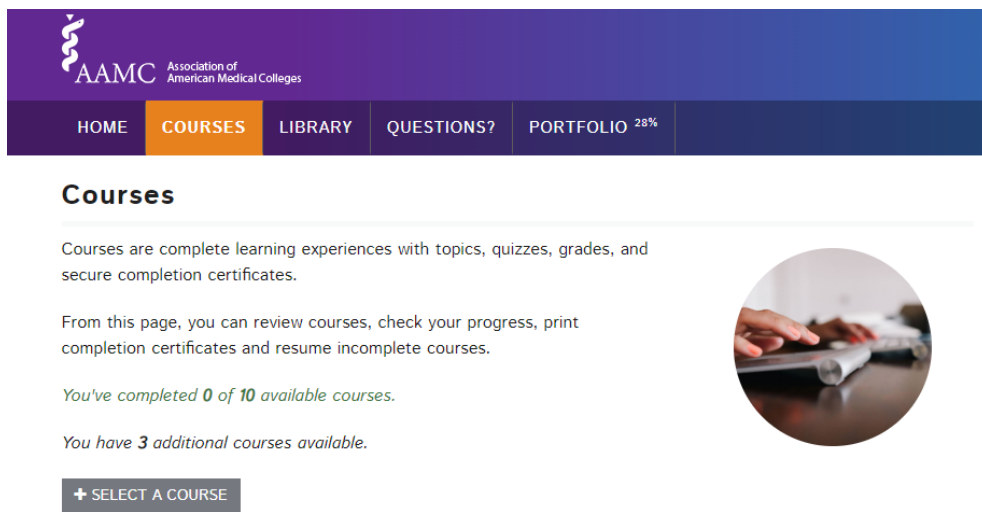 AAMC Association of
American Medical Colleges
HOME COURSES LIBRARY QUESTIONS? PORTFOLIO 28%
Courses
Courses are complete learning experiences with topics, quizzes, grades, and
secure completion certificates.
From this page, you can review courses, check your progress, print
completion certificates and resume incomplete courses.
You've completed 0 of 10 available courses.
You have 3 additional courses available.
+ SELECT A COURSE